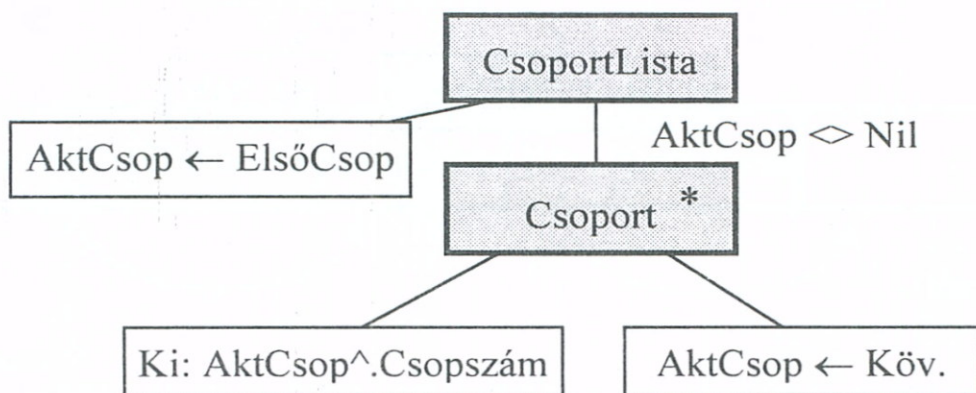 CsoportLista
AktCsop ← ElsőCsop
AktCsop <> Nil
Csoport *
Ki: AktCsop^.Csopszám
AktCsop ← Köv.